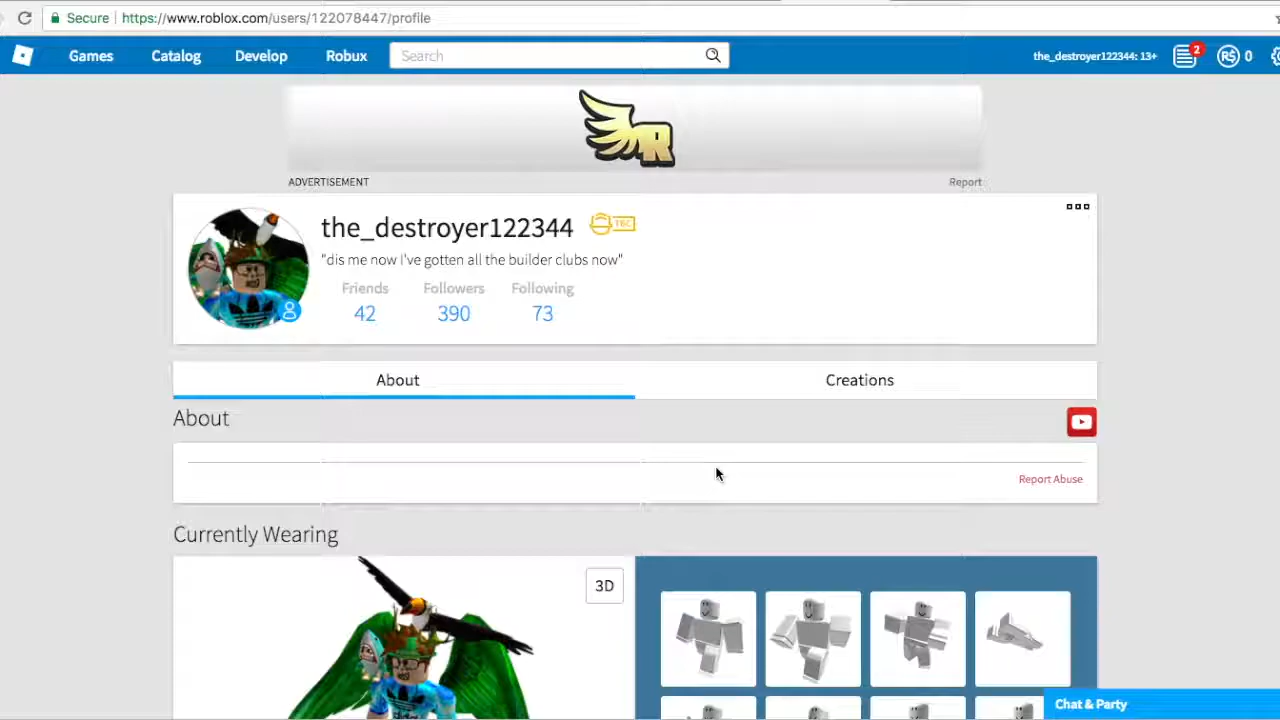 Secure https://www.roblox.com/users/122078447/profile
Games Catalog Develop Robux Search the_destroyer122344: 13+ 2 R$ 0
R
ADVERTISEMENT Report
the_destroyer122344 TBC
"dis me now I've gotten all the builder clubs now"
Friends Followers Following
42 390 73
About Creations
About
Report Abuse
Currently Wearing
3D
Chat & Party